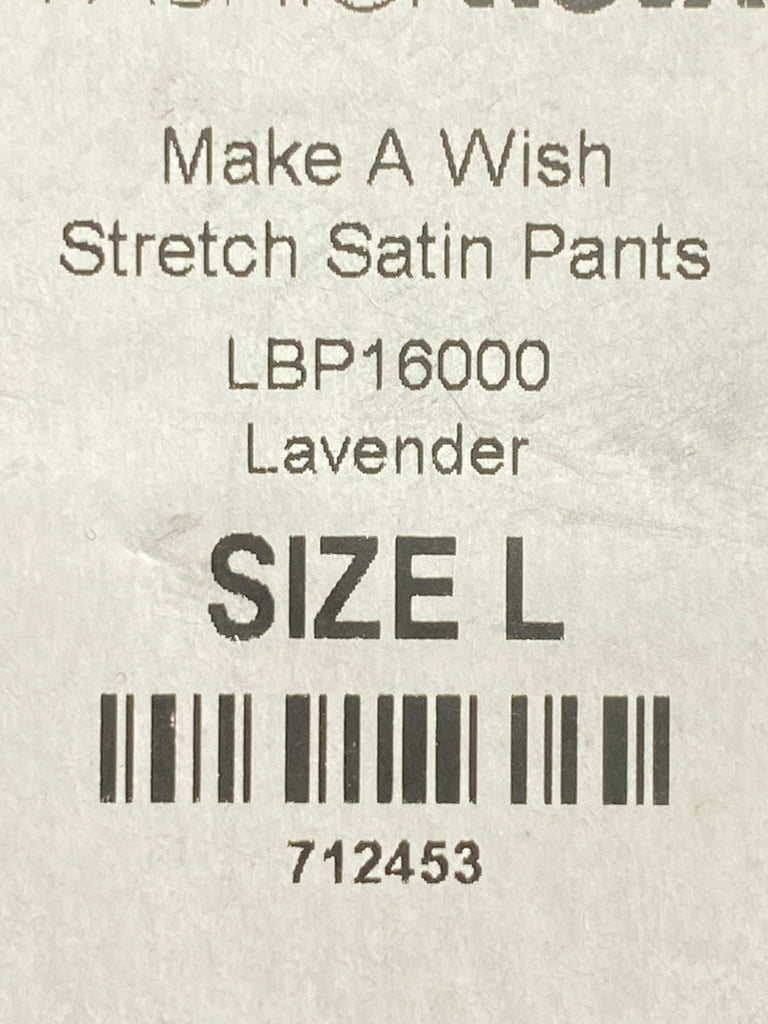 Make A Wish
Stretch Satin Pants
LBP16000
Lavender
SIZE L
712453